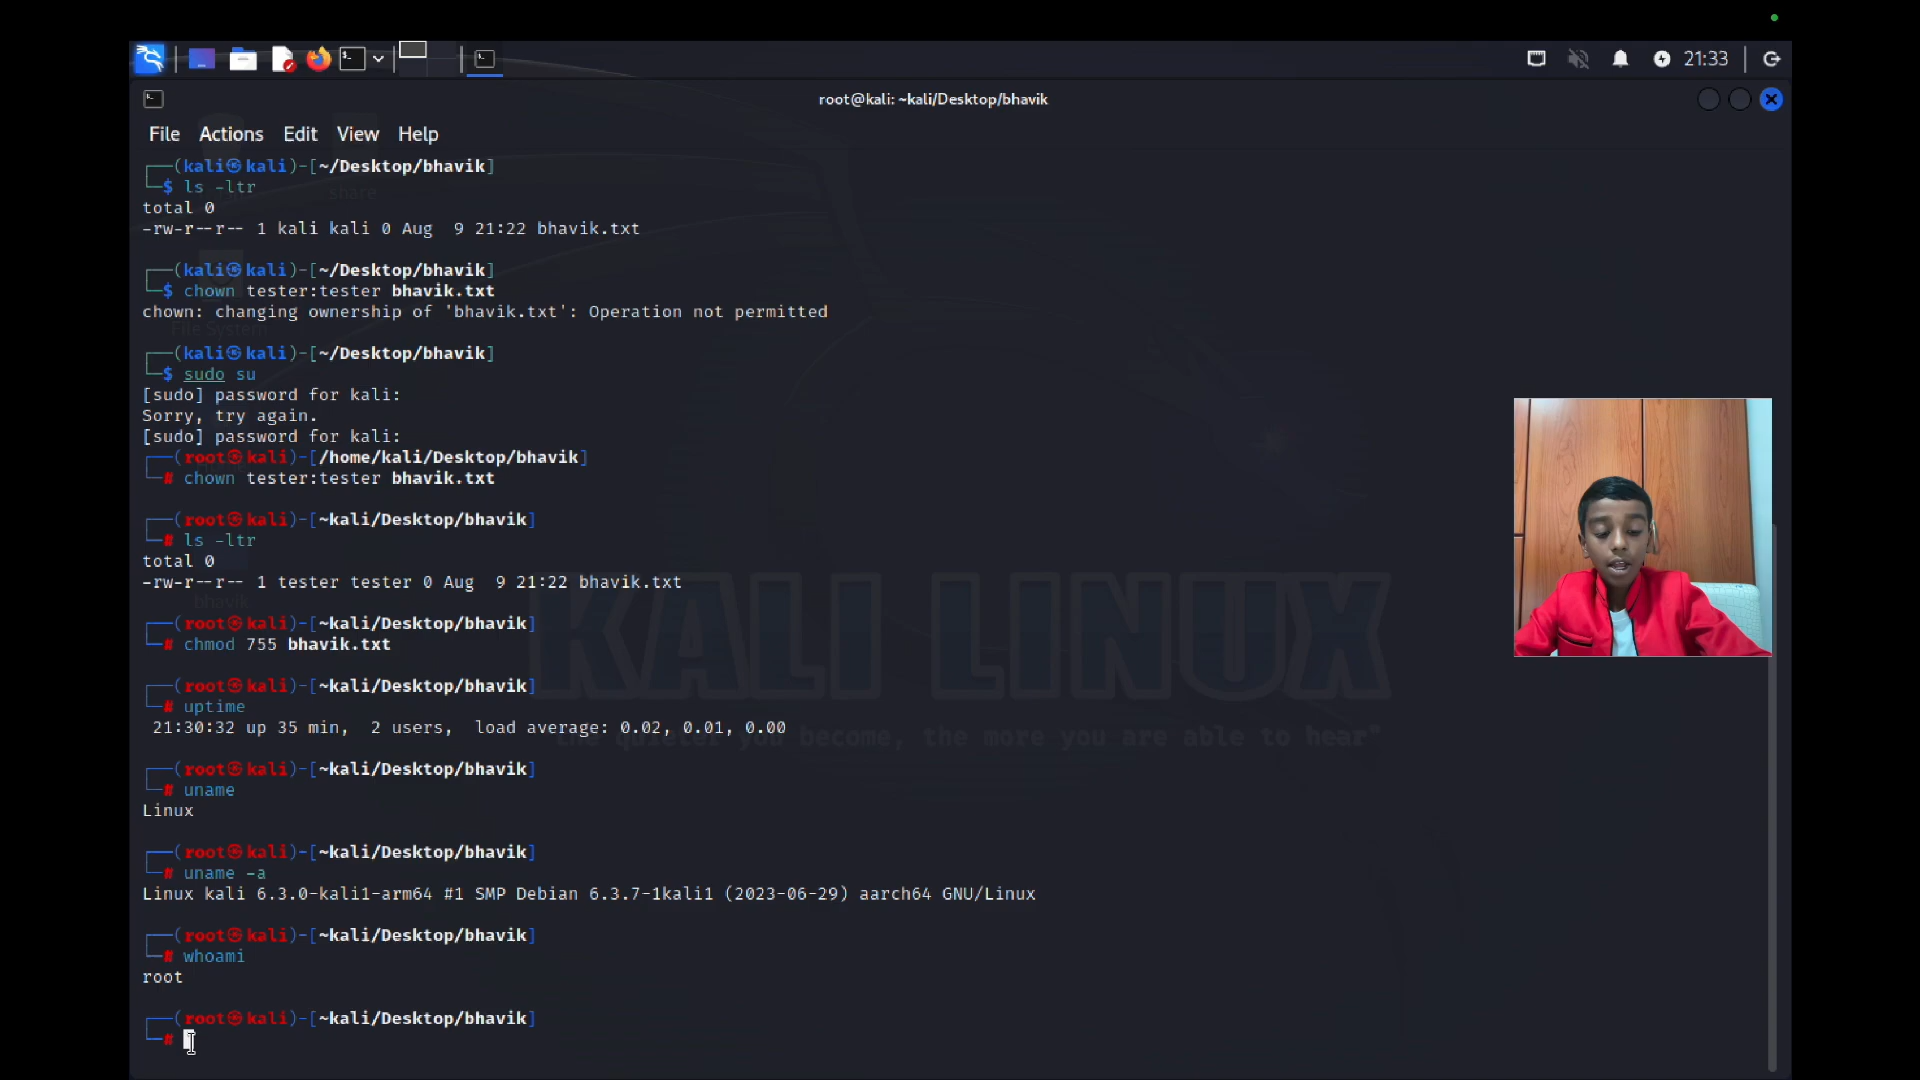 21:33
root@kali: ~kali/Desktop/bhavik
File Actions Edit View Help
┌──(kali㉿kali)-[~/Desktop/bhavik]
└─$ ls -ltr
total 0
-rw-r--r-- 1 kali kali 0 Aug  9 21:22 bhavik.txt
┌──(kali㉿kali)-[~/Desktop/bhavik]
└─$ chown tester:tester bhavik.txt
chown: changing ownership of 'bhavik.txt': Operation not permitted
┌──(kali㉿kali)-[~/Desktop/bhavik]
└─$ sudo su
[sudo] password for kali:
Sorry, try again.
[sudo] password for kali:
┌──(root㉿kali)-[/home/kali/Desktop/bhavik]
└─# chown tester:tester bhavik.txt
┌──(root㉿kali)-[~kali/Desktop/bhavik]
└─# ls -ltr
total 0
-rw-r--r-- 1 tester tester 0 Aug  9 21:22 bhavik.txt
┌──(root㉿kali)-[~kali/Desktop/bhavik]
└─# chmod 755 bhavik.txt
┌──(root㉿kali)-[~kali/Desktop/bhavik]
└─# uptime
 21:30:32 up 35 min,  2 users,  load average: 0.02, 0.01, 0.00
┌──(root㉿kali)-[~kali/Desktop/bhavik]
└─# uname
Linux
┌──(root㉿kali)-[~kali/Desktop/bhavik]
└─# uname -a
Linux kali 6.3.0-kali1-arm64 #1 SMP Debian 6.3.7-1kali1 (2023-06-29) aarch64 GNU/Linux
┌──(root㉿kali)-[~kali/Desktop/bhavik]
└─# whoami
root
┌──(root㉿kali)-[~kali/Desktop/bhavik]
└─#
share
File System
bhavik
KALI LINUX
the quieter you become, the more you are able to hear"